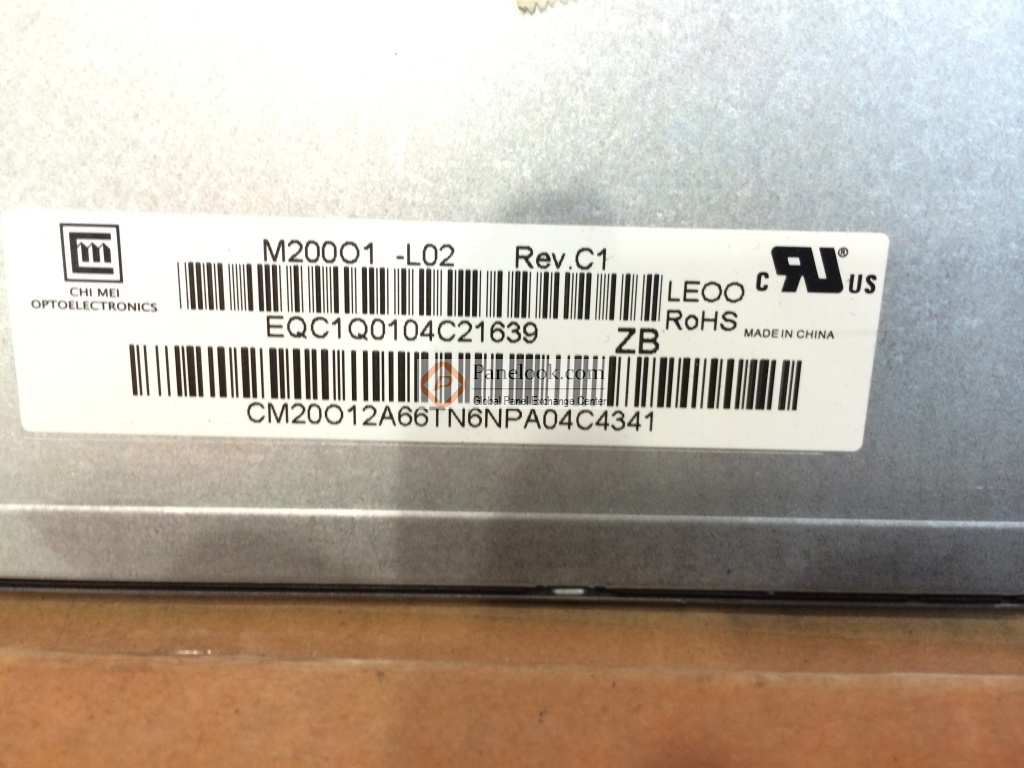 CHI MEI
OPTOELECTRONICS
M200O1 -L02 Rev.C1
LEOO
RoHS
C US
®
MADE IN CHINA
EQC1Q0104C21639 ZB
Panelook.com
Global Panel Exchange Center
CM20O12A66TN6NPA04C4341